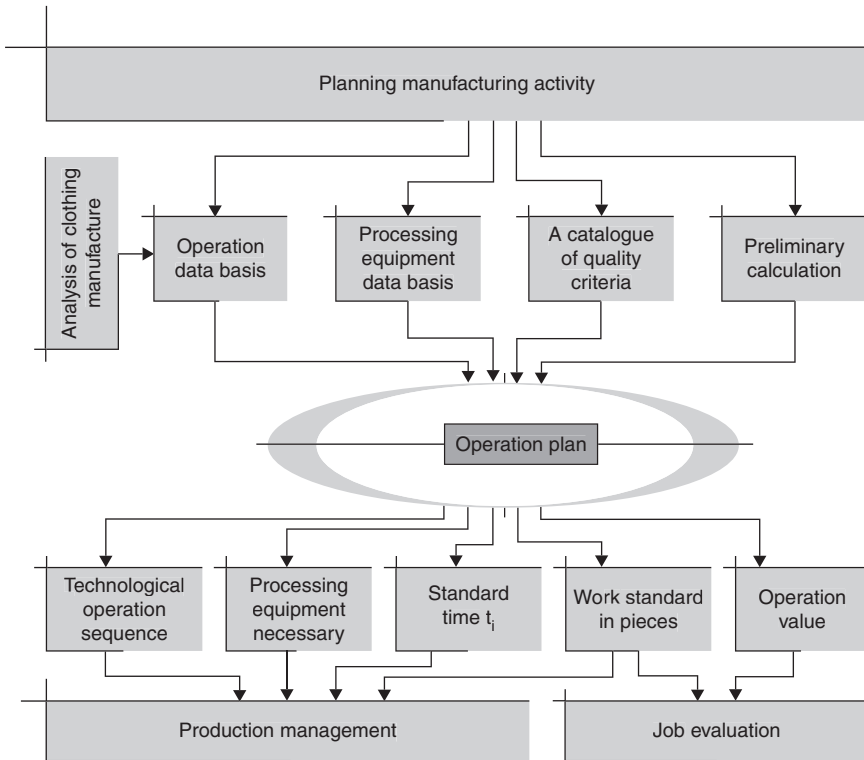 Planning manufacturing activity
Analysis of clothing
manufacture
Operation
data basis
Processing
equipment
data basis
A catalogue
of quality
criteria
Preliminary
calculation
Operation plan
Technological
operation
sequence
Processing
equipment
necessary
Standard
time tᵢ
Work standard
in pieces
Operation
value
Production management
Job evaluation